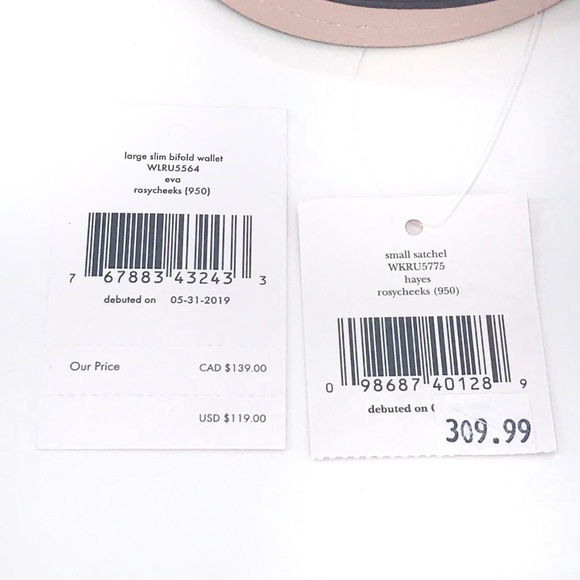 large slim bifold wallet
WLRU5564
eva
rosycheeks (950)
7 67883 43243 3
debuted on 05-31-2019
Our Price CAD $139.00
USD $119.00
small satchel
WKRU5775
hayes
rosycheeks (950)
0 98687 40128 9
debuted on
309.99